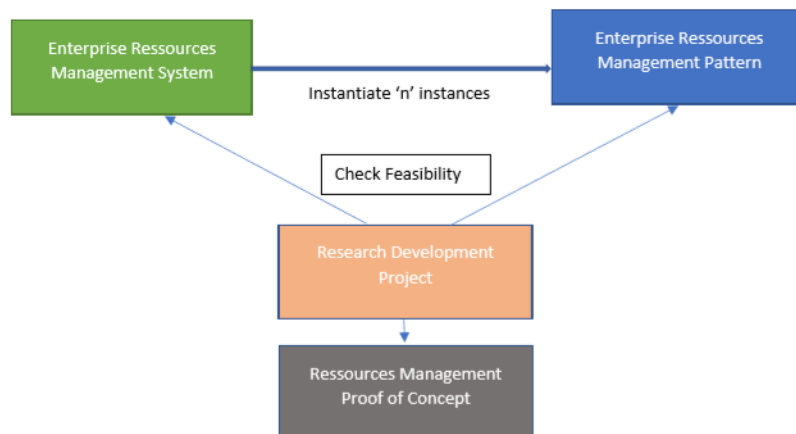 Enterprise Ressources
Management System
Enterprise Ressources
Management Pattern
Instantiate ‘n’ instances
Check Feasibility
Research Development
Project
Ressources Management
Proof of Concept